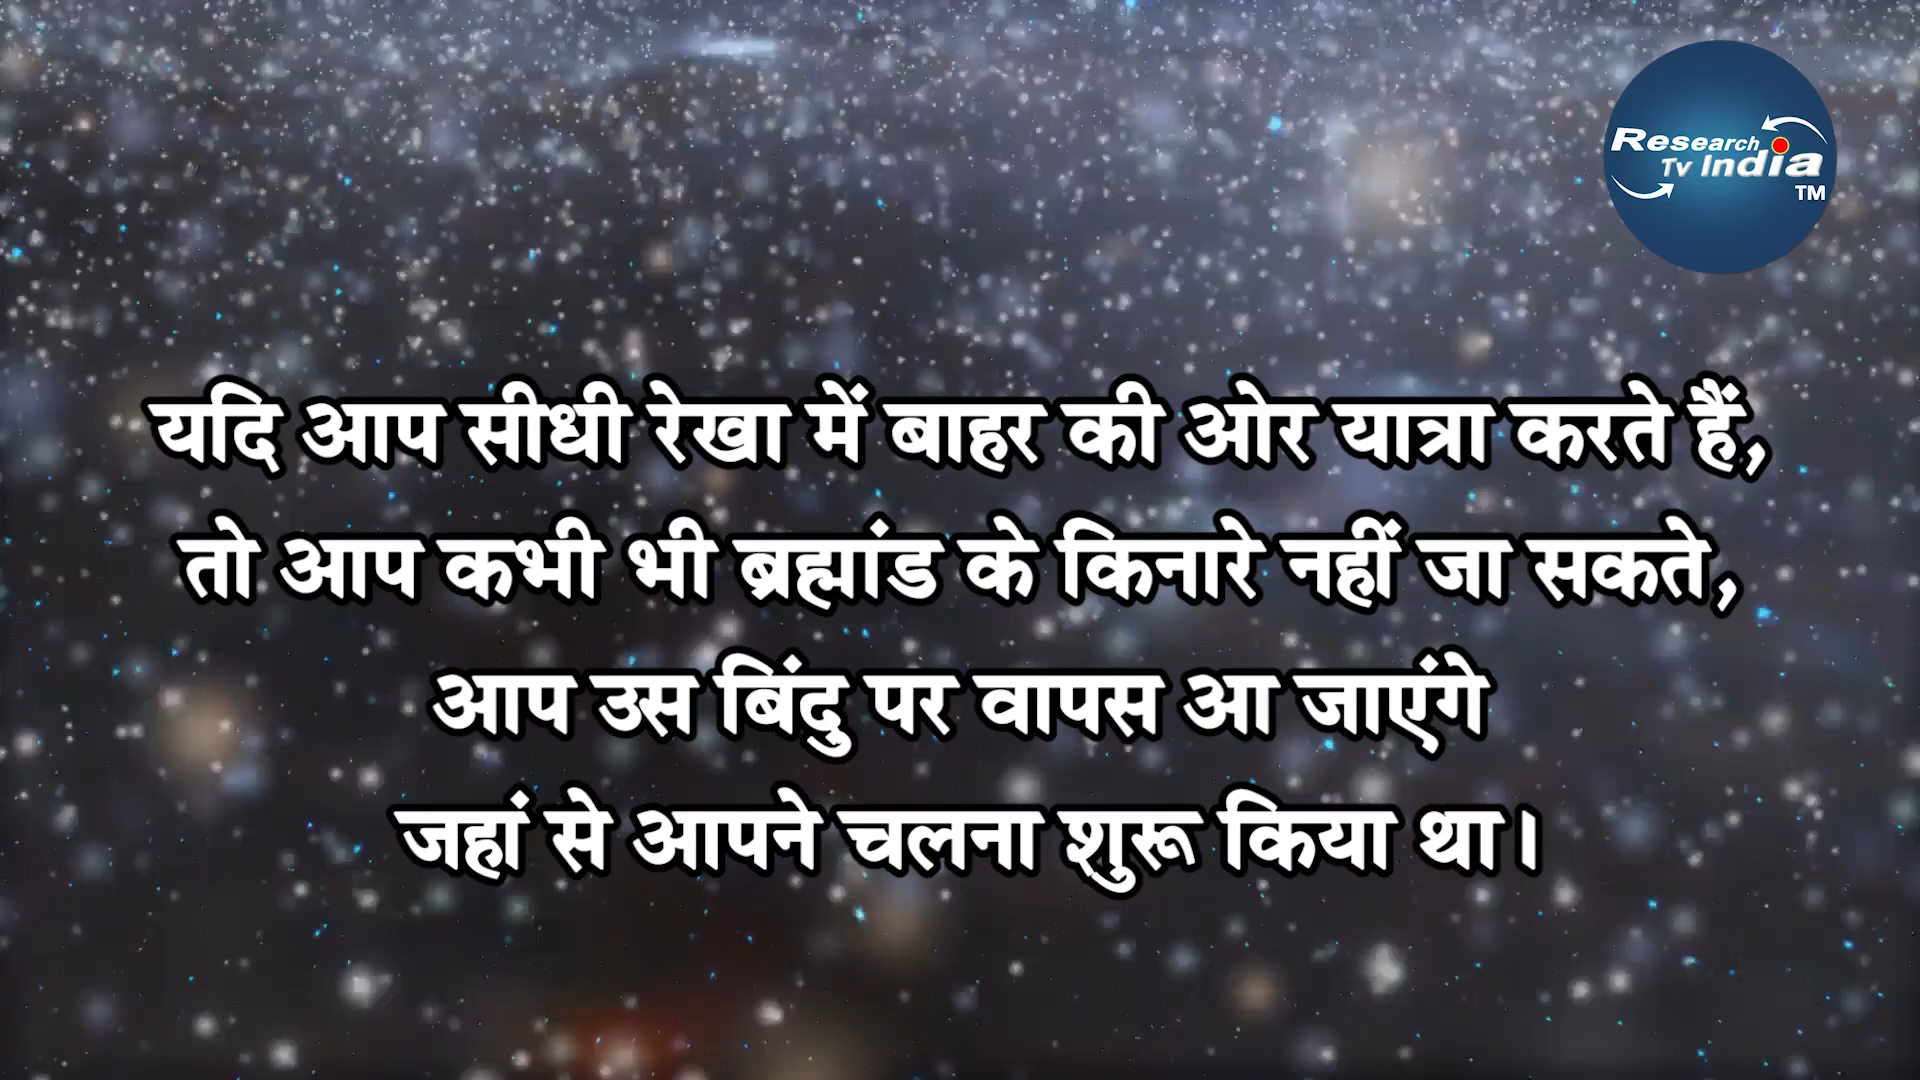 Research
Tv India
TM
यदि आप सीधी रेखा में बाहर की ओर यात्रा करते हैं,
तो आप कभी भी ब्रह्मांड के किनारे नहीं जा सकते,
आप उस बिंदु पर वापस आ जाएंगे
जहां से आपने चलना शुरू किया था।